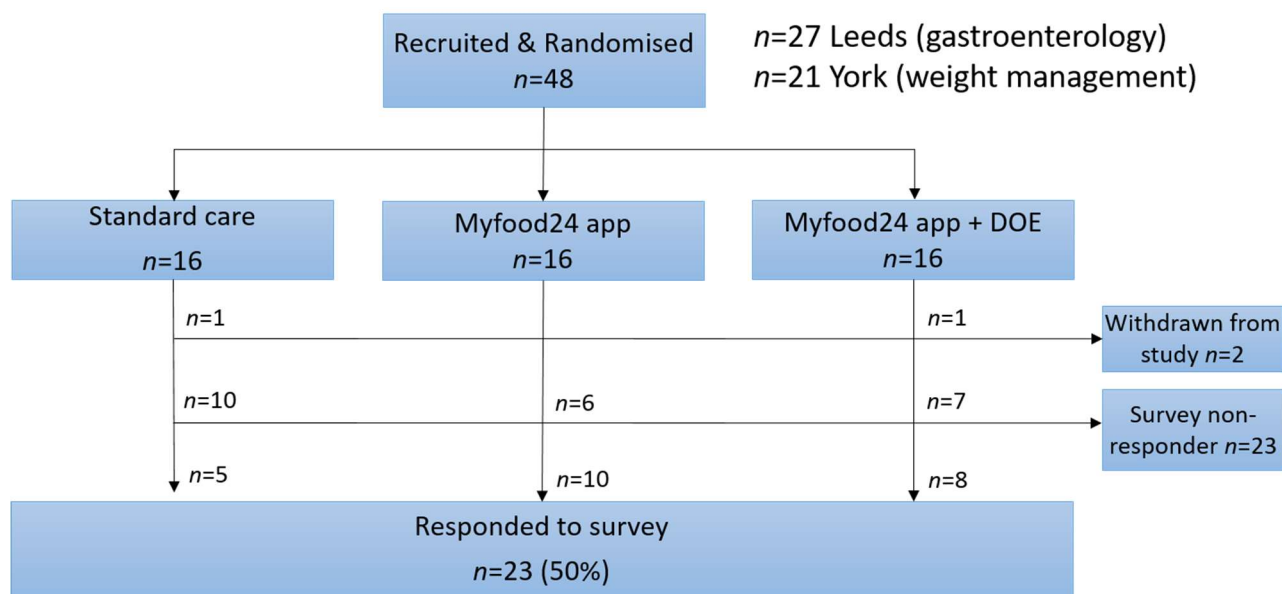 Recruited & Randomised
n=48
n=27 Leeds (gastroenterology)
n=21 York (weight management)
Standard care
n=16
Myfood24 app
n=16
Myfood24 app + DOE
n=16
n=1
n=1
Withdrawn from
study n=2
n=10
n=6
n=7
Survey non-
responder n=23
n=5
n=10
n=8
Responded to survey
n=23 (50%)